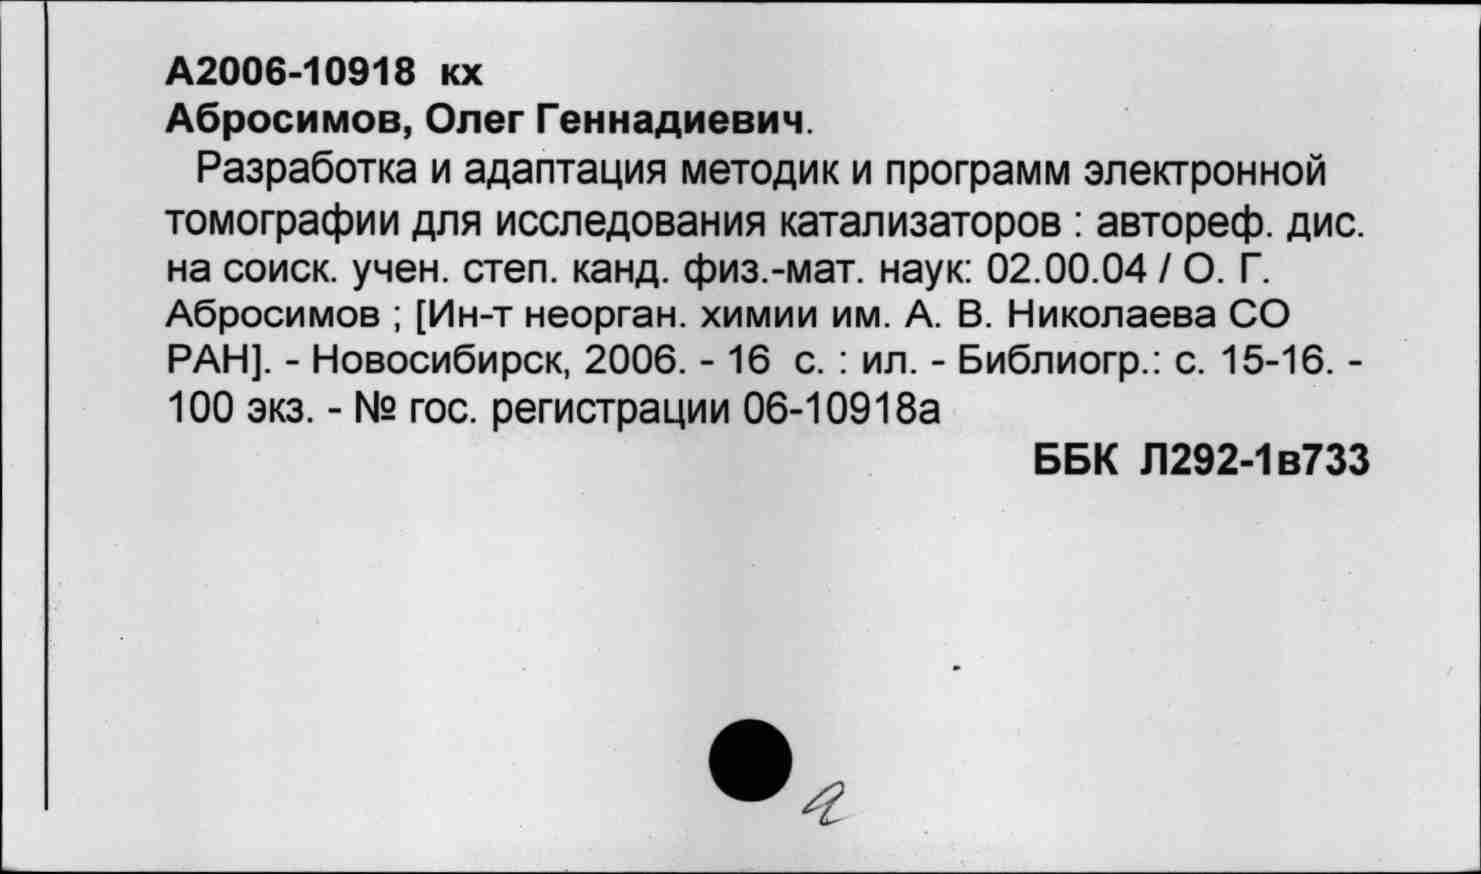 А2006-10918 кх
Абросимов, Олег Геннадиевич.
Разработка и адаптация методик и программ электронной
томографии для исследования катализаторов : автореф. дис.
на соиск. учен. степ. канд. физ.-мат. наук: 02.00.04 / О. Г.
Абросимов ; [Ин-т неорган. химии им. А. В. Николаева СО
РАН]. - Новосибирск, 2006. - 16 с. : ил. - Библиогр.: с. 15-16. -
100 экз. - № гос. регистрации 06-10918а
ББК Л292-1в733
а